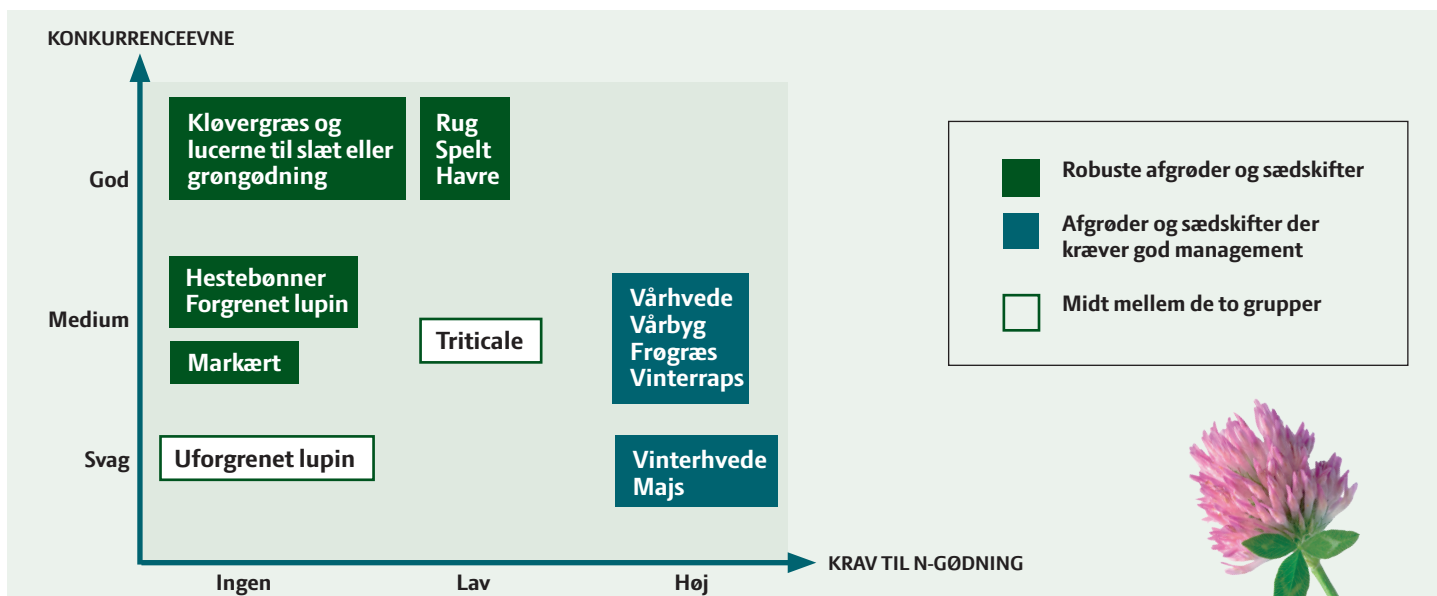 KONKURRENCEEVNE
God
Kløvergræs og
lucerne til slæt eller
grøngødning
Rug
Spelt
Havre
Medium
Hestebønner
Forgrenet lupin
Markært
Triticale
Vårhvede
Vårbyg
Frøgræs
Vinterraps
Svag
Uforgrenet lupin
Vinterhvede
Majs
Ingen
Lav
Høj
KRAV TIL N-GØDNING
Robuste afgrøder og sædskifter
Afgrøder og sædskifter der
kræver god management
Midt mellem de to grupper